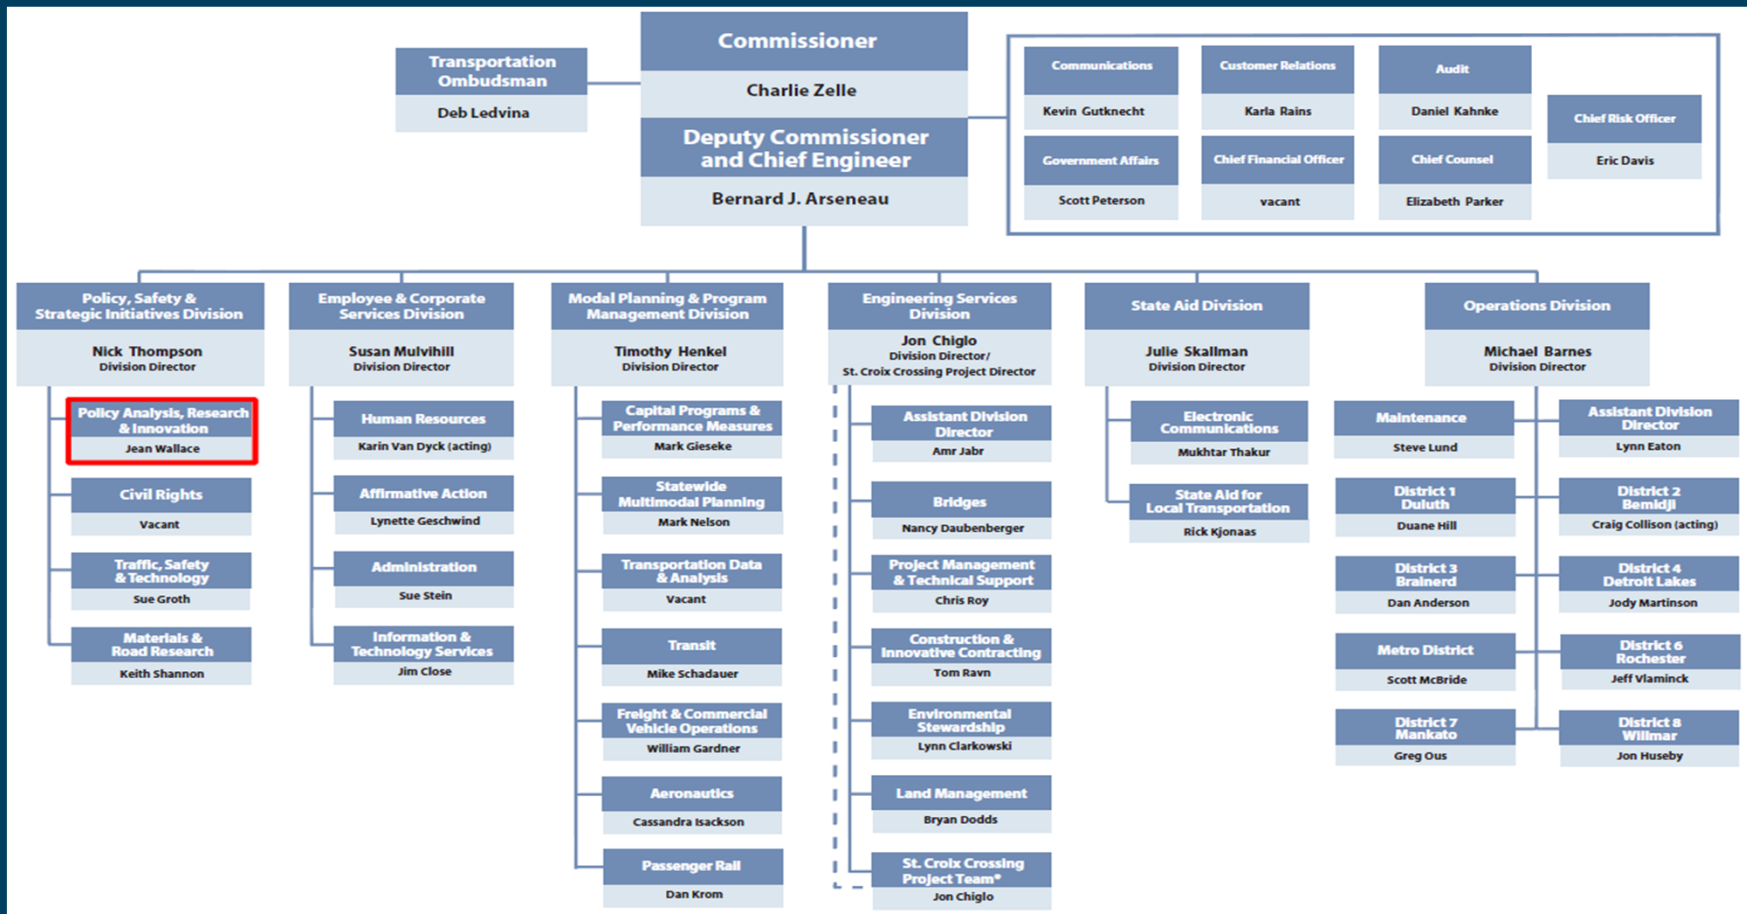 Commissioner
Charlie Zelle
Deputy Commissioner
and Chief Engineer
Bernard J. Arseneau
Transportation
Ombudsman
Deb Ledvina
Communications
Kevin Gutknecht
Customer Relations
Karla Rains
Audit
Daniel Kahnke
Chief Risk Officer
Eric Davis
Government Affairs
Scott Peterson
Chief Financial Officer
vacant
Chief Counsel
Elizabeth Parker
Policy, Safety &
Strategic Initiatives Division
Nick Thompson
Division Director
Policy Analysis, Research
& Innovation
Jean Wallace
Civil Rights
Vacant
Traffic, Safety
& Technology
Sue Groth
Materials &
Road Research
Keith Shannon
Employee & Corporate
Services Division
Susan Mulvihill
Division Director
Human Resources
Karin Van Dyck (acting)
Affirmative Action
Lynette Geschwind
Administration
Sue Stein
Information &
Technology Services
Jim Close
Modal Planning & Program
Management Division
Timothy Henkel
Division Director
Capital Programs &
Performance Measures
Mark Gieseke
Statewide
Multimodal Planning
Mark Nelson
Transportation Data
& Analysis
Vacant
Transit
Mike Schadauer
Freight & Commercial
Vehicle Operations
William Gardner
Aeronautics
Cassandra Isackson
Passenger Rail
Dan Krom
Engineering Services
Division
Jon Chiglo
Division Director/
St. Croix Crossing Project Director
Assistant Division
Director
Amr Jabr
Bridges
Nancy Daubenberger
Project Management
& Technical Support
Chris Roy
Construction &
Innovative Contracting
Tom Ravn
Environmental
Stewardship
Lynn Clarkowski
Land Management
Bryan Dodds
St. Croix Crossing
Project Team*
Jon Chiglo
State Aid Division
Julie Skallman
Division Director
Electronic
Communications
Mukhtar Thakur
State Aid for
Local Transportation
Rick Kjonaas
Operations Division
Michael Barnes
Division Director
Maintenance
Steve Lund
Assistant Division
Director
Lynn Eaton
District 1
Duluth
Duane Hill
District 2
Bemidji
Craig Collison (acting)
District 3
Brainerd
Dan Anderson
District 4
Detroit Lakes
Jody Martinson
Metro District
Scott McBride
District 6
Rochester
Jeff Vlaminck
District 7
Mankato
Greg Ous
District 8
Willmar
Jon Huseby